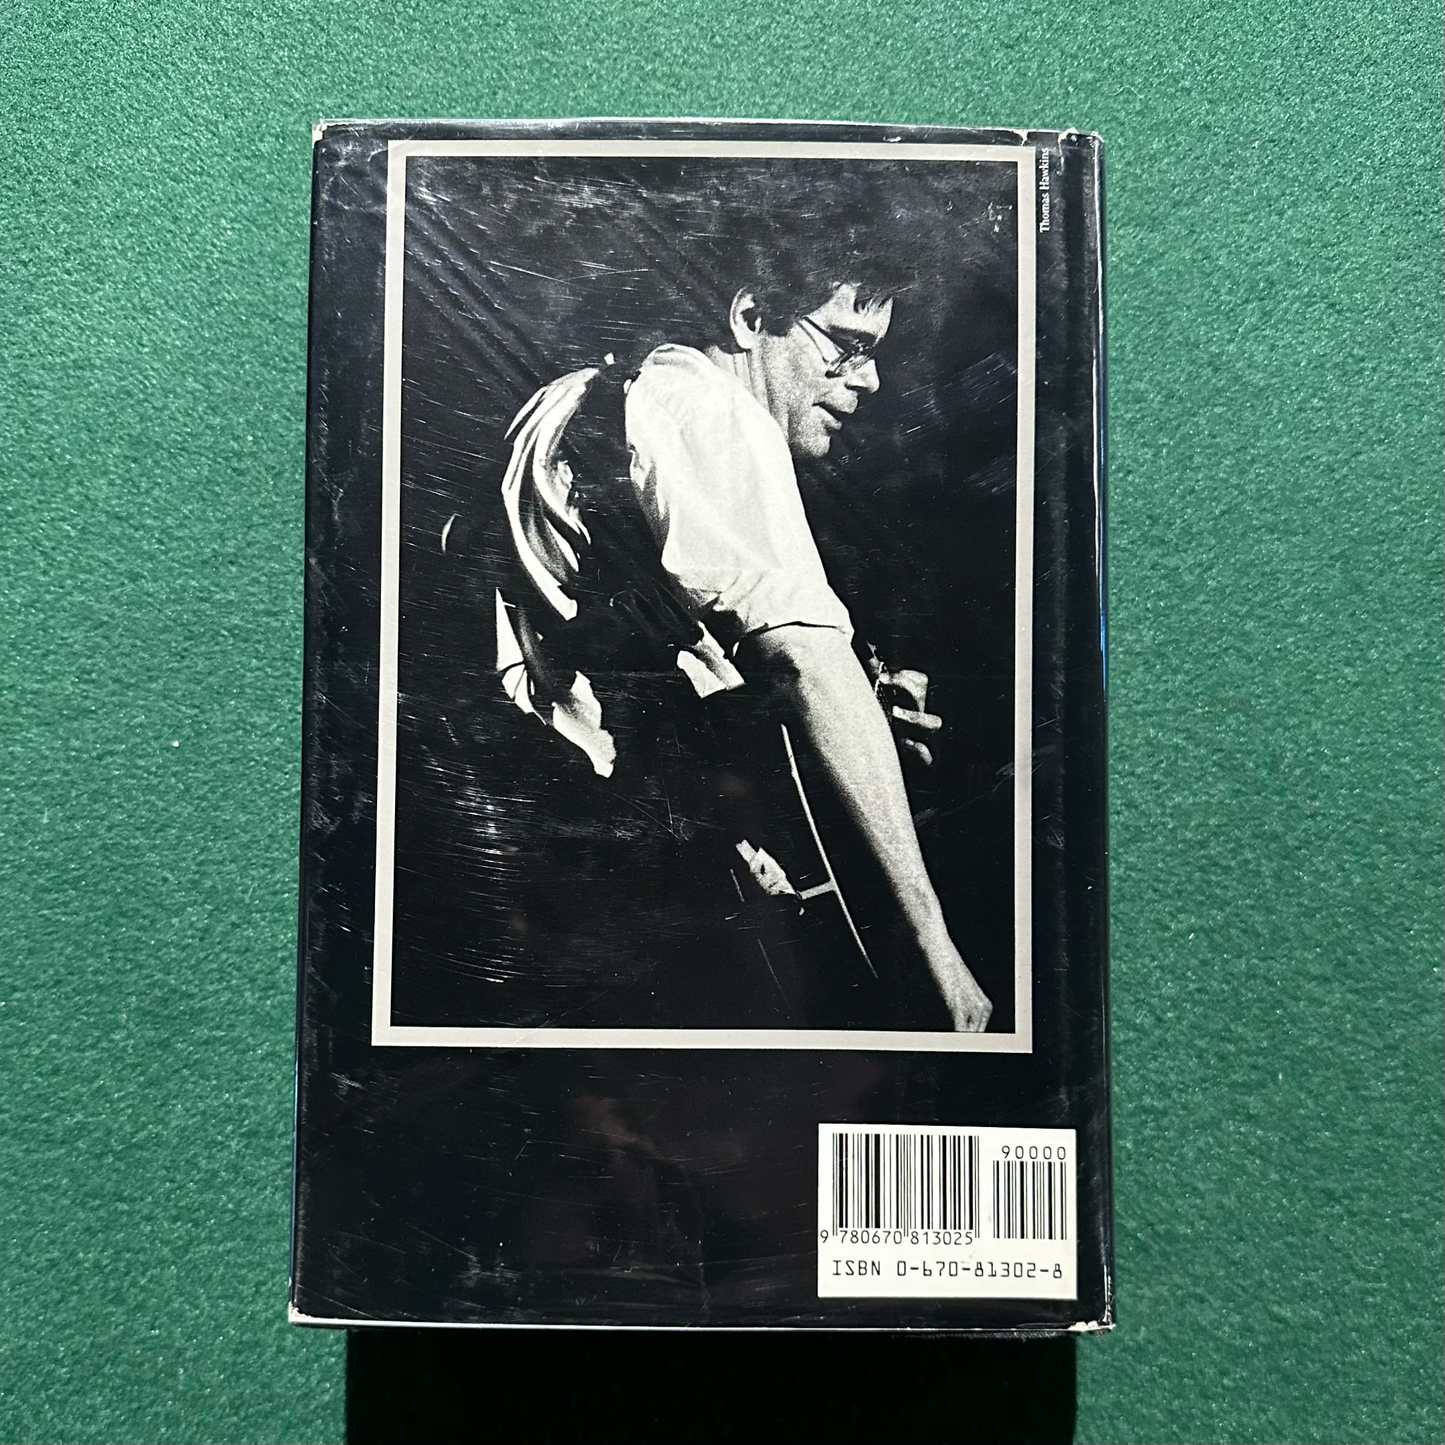 Thomas Hawkins
90000
9 780670 813025
ISBN 0-670-81302-8